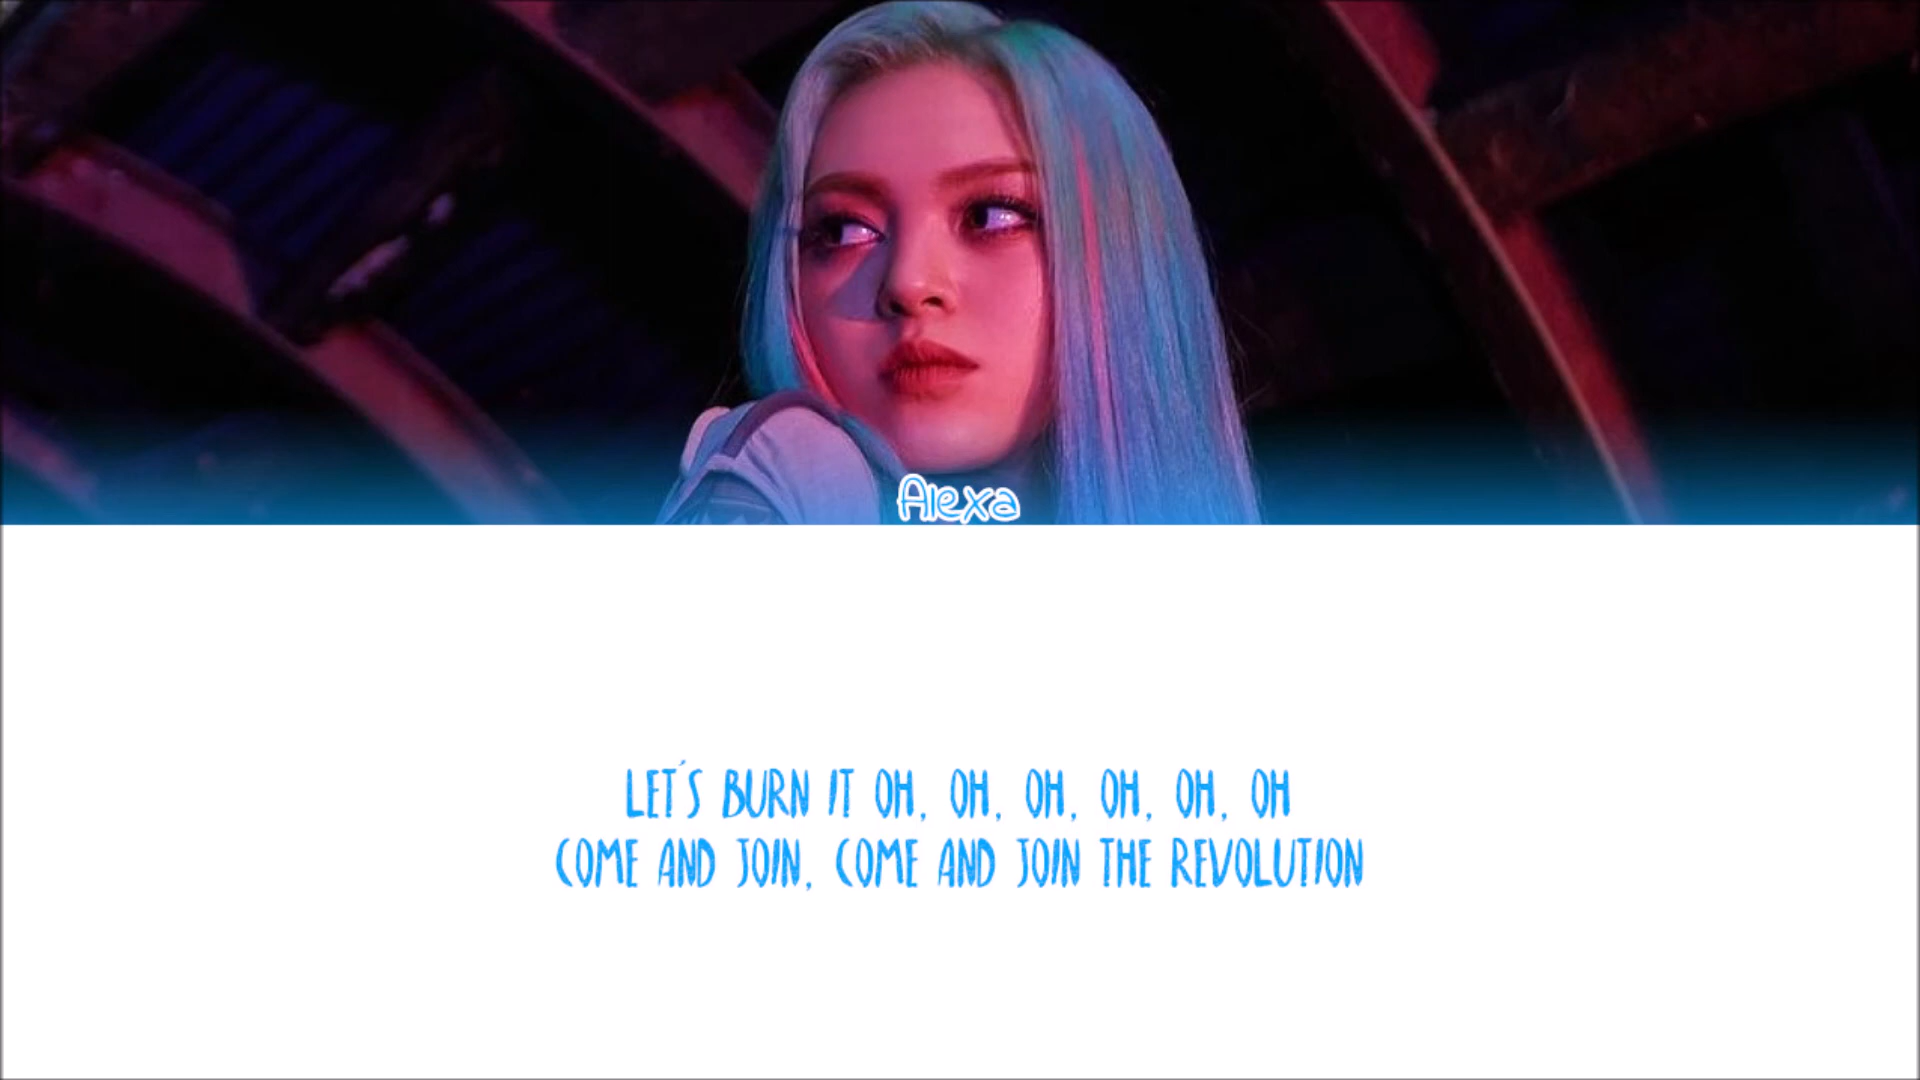 Alexa
LET'S BURN IT OH, OH, OH, OH, OH, OH
COME AND JOIN, COME AND JOIN THE REVOLUTION